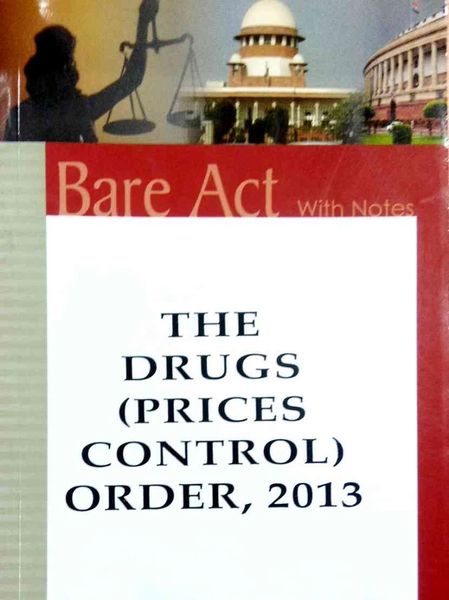 Bare Act With Notes
THE
DRUGS
(PRICES
CONTROL)
ORDER, 2013